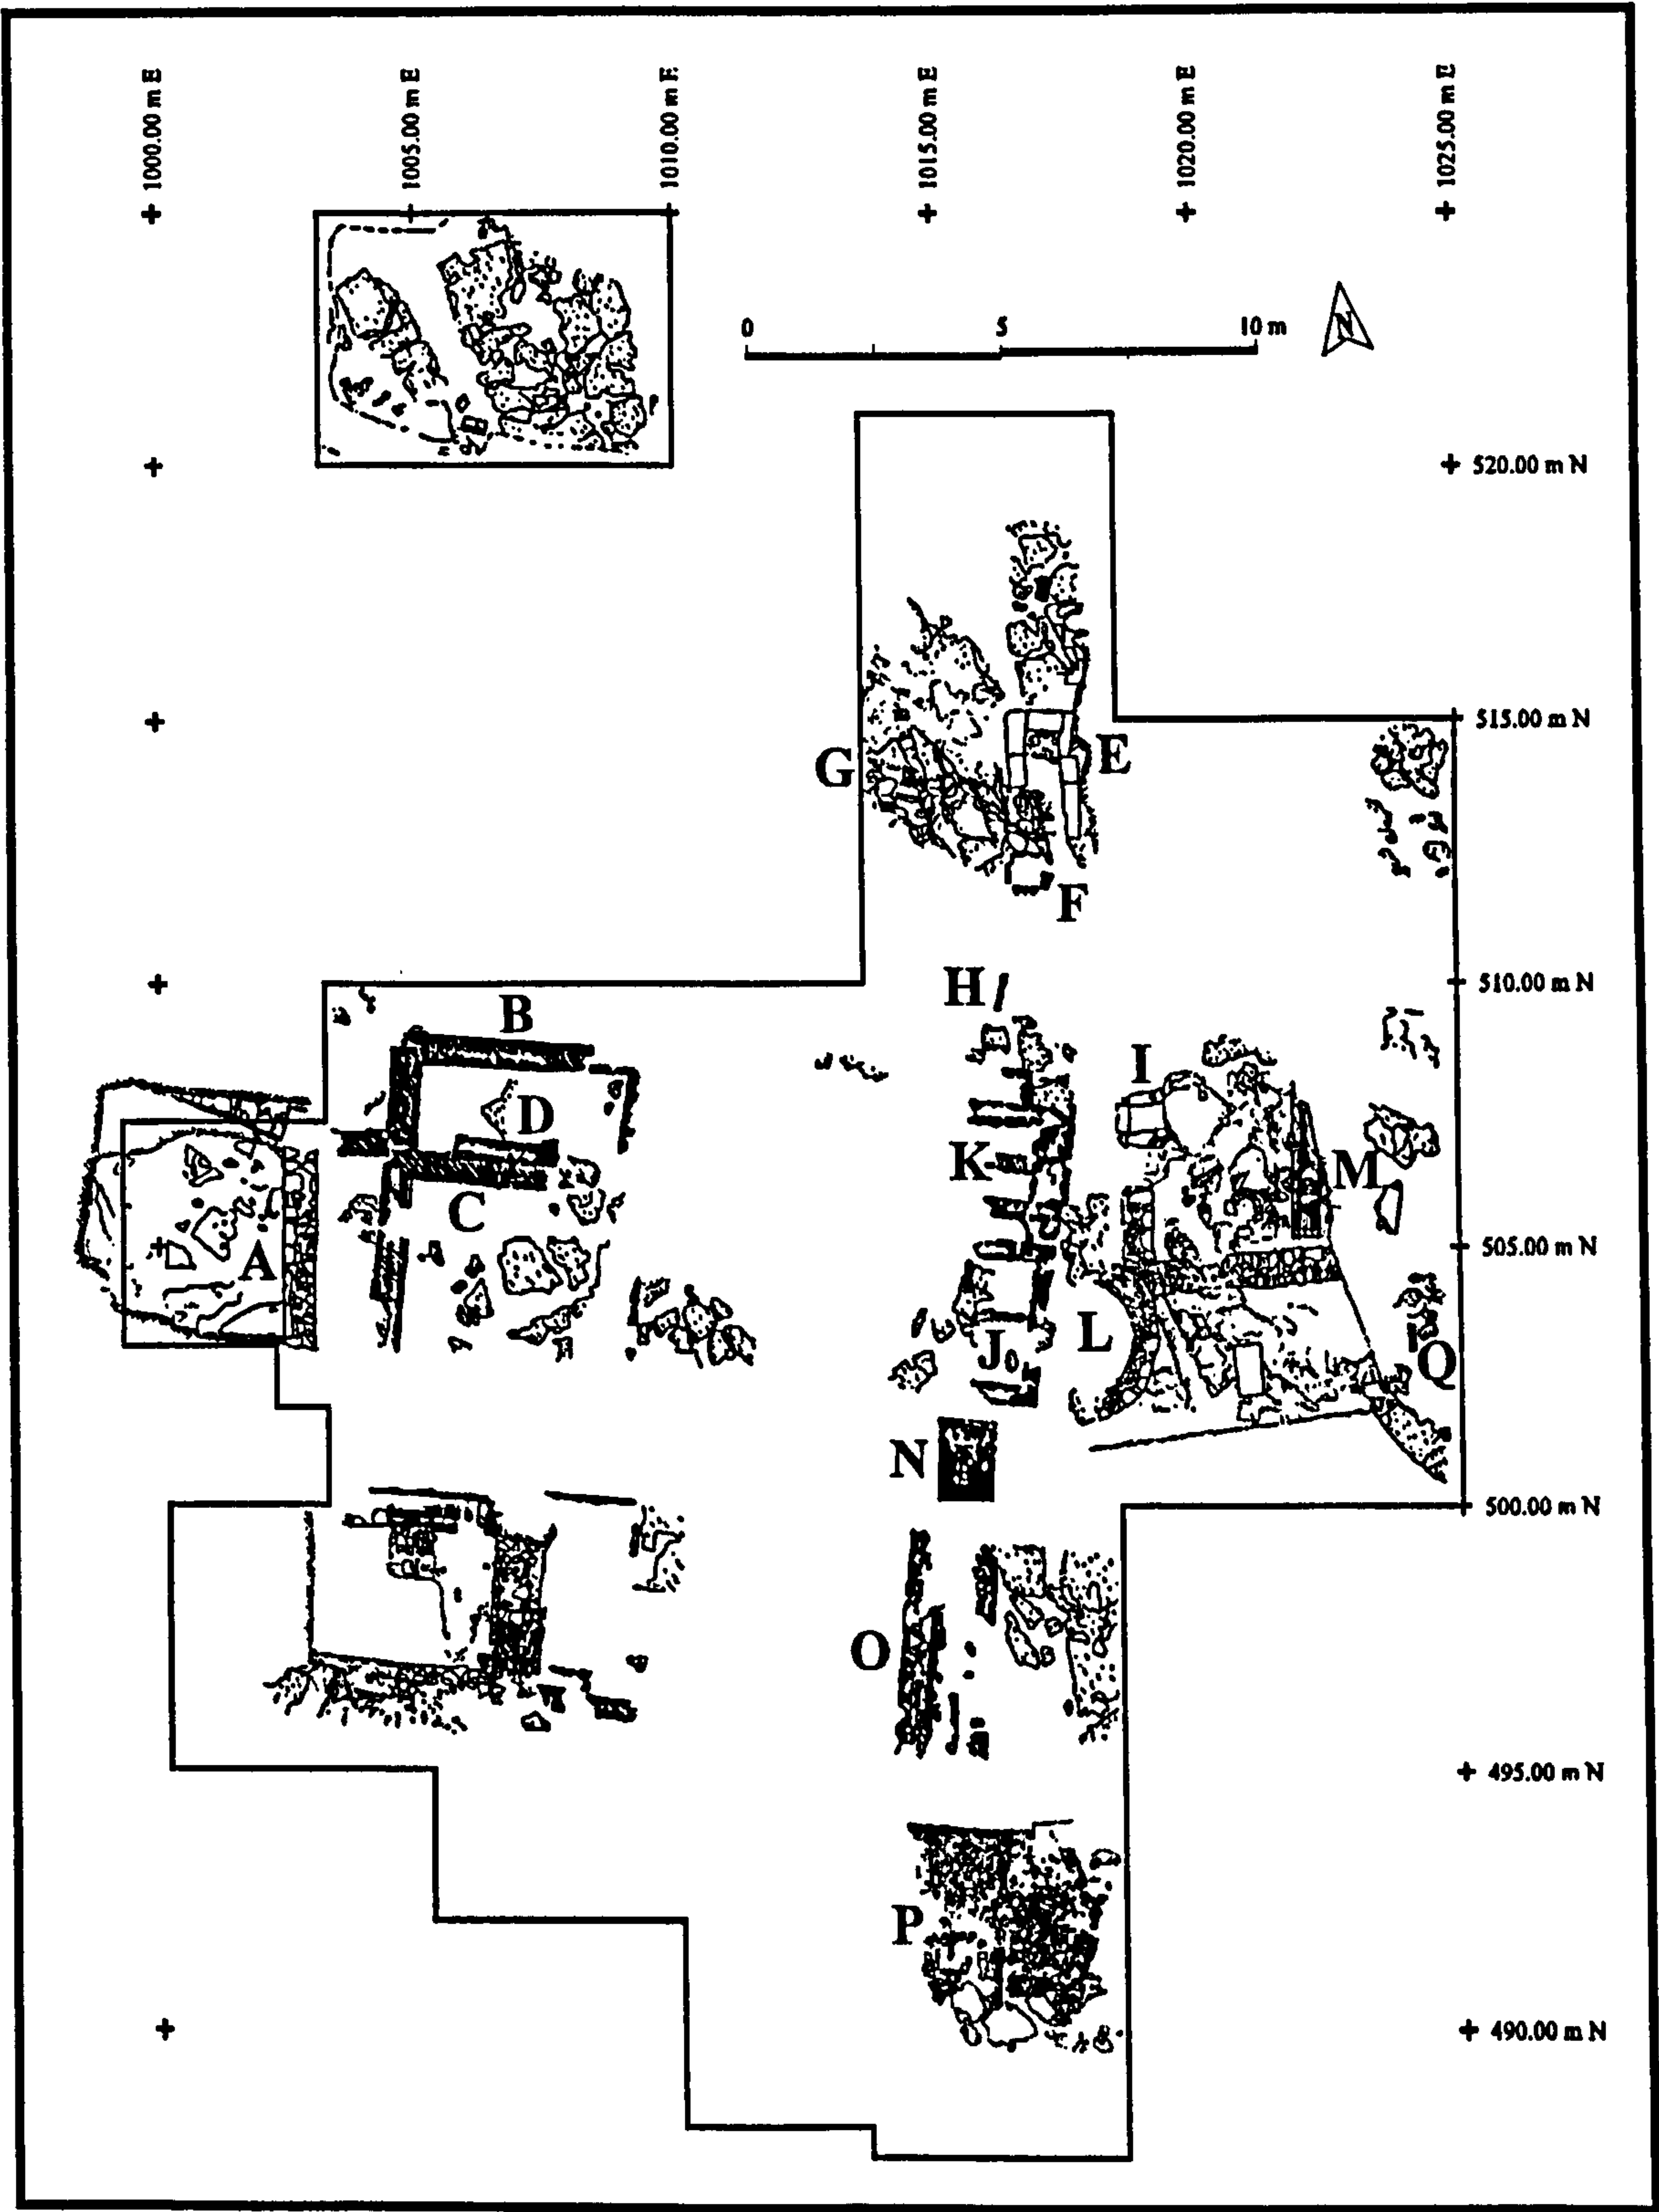 1000.00 m E
1005.00 m E
1010.00 m E
1015.00 m E
1020.00 m E
1025.00 m E
0 5 10 m
N
520.00 m N
515.00 m N
G E
F
510.00 m N
H
B
I
D
K
M
C
505.00 m N
A
L
J
Q
N
500.00 m N
O
495.00 m N
P
490.00 m N